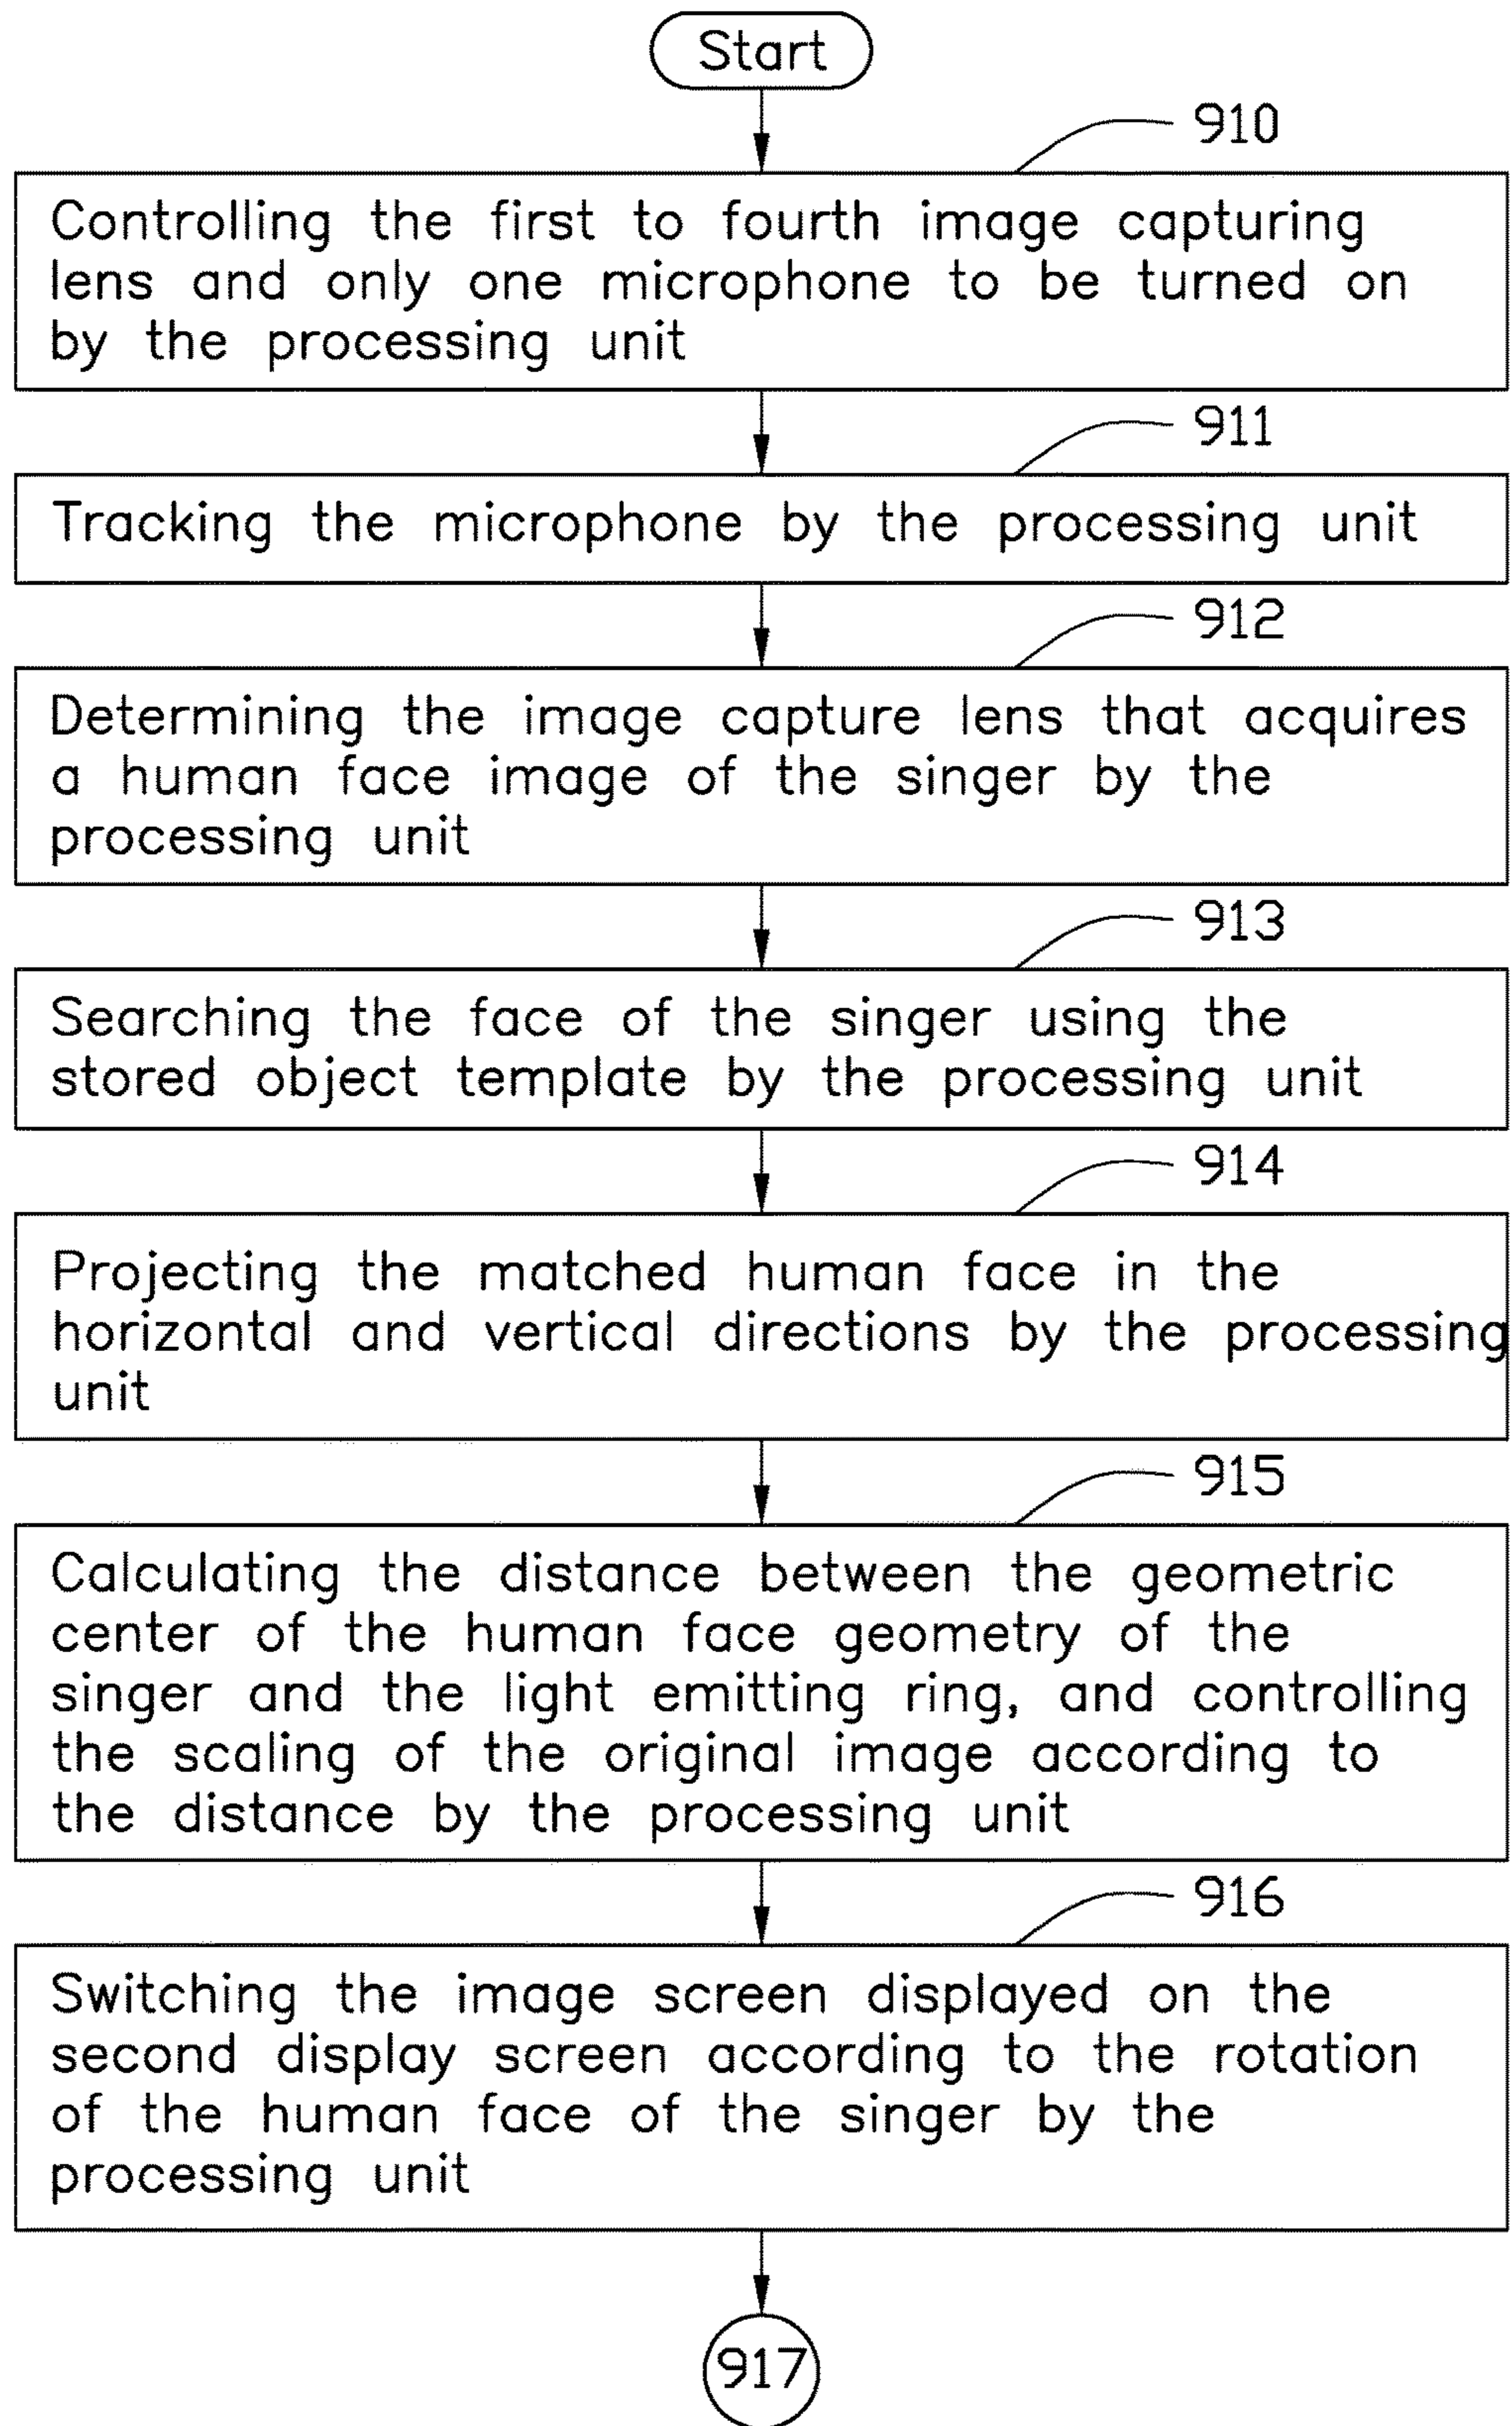 Start
910
Controlling the first to fourth image capturing
lens and only one microphone to be turned on
by the processing unit
911
Tracking the microphone by the processing unit
912
Determining the image capture lens that acquires
a human face image of the singer by the
processing unit
913
Searching the face of the singer using the
stored object template by the processing unit
914
Projecting the matched human face in the
horizontal and vertical directions by the processing
unit
915
Calculating the distance between the geometric
center of the human face geometry of the
singer and the light emitting ring, and controlling
the scaling of the original image according to
the distance by the processing unit
916
Switching the image screen displayed on the
second display screen according to the rotation
of the human face of the singer by the
processing unit
917